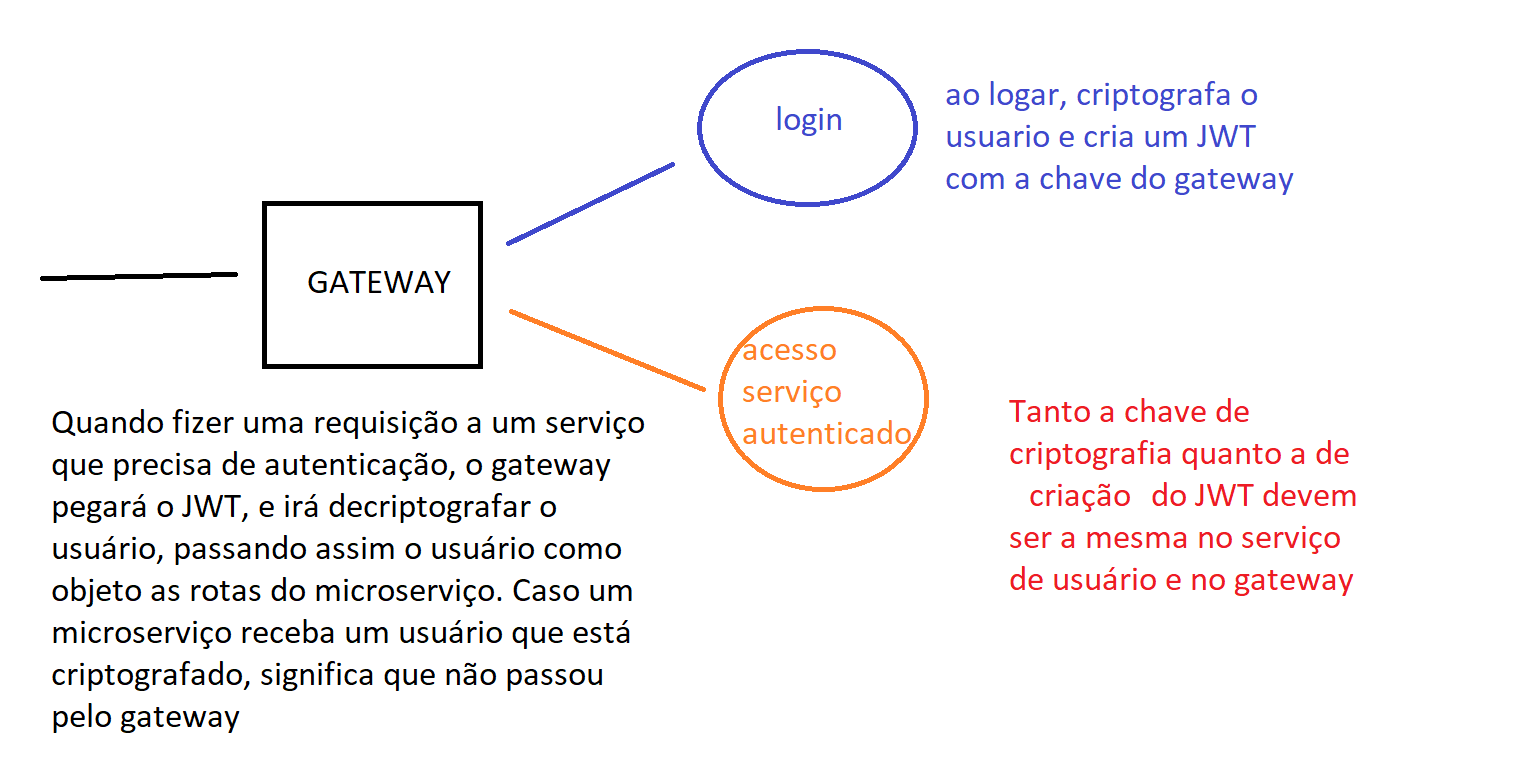 login
ao logar, criptografa o
usuario e cria um JWT
com a chave do gateway
GATEWAY
acesso
serviço
autenticado
Quando fizer uma requisição a um serviço
que precisa de autenticação, o gateway
pegará o JWT, e irá decriptografar o
usuário, passando assim o usuário como
objeto as rotas do microserviço. Caso um
microserviço receba um usuário que está
criptografado, significa que não passou
pelo gateway
Tanto a chave de
criptografia quanto a de
criação do JWT devem
ser a mesma no serviço
de usuário e no gateway